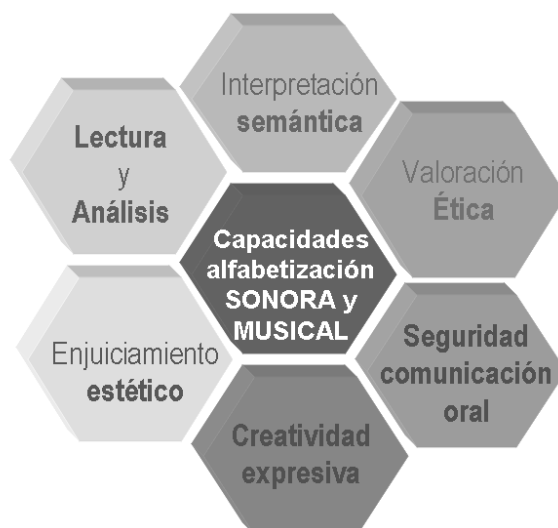 Interpretación
semántica
Lectura
y
Análisis
Valoración
Ética
Capacidades
alfabetización
SONORA y
MUSICAL
Enjuiciamiento
estético
Seguridad
comunicación
oral
Creatividad
expresiva